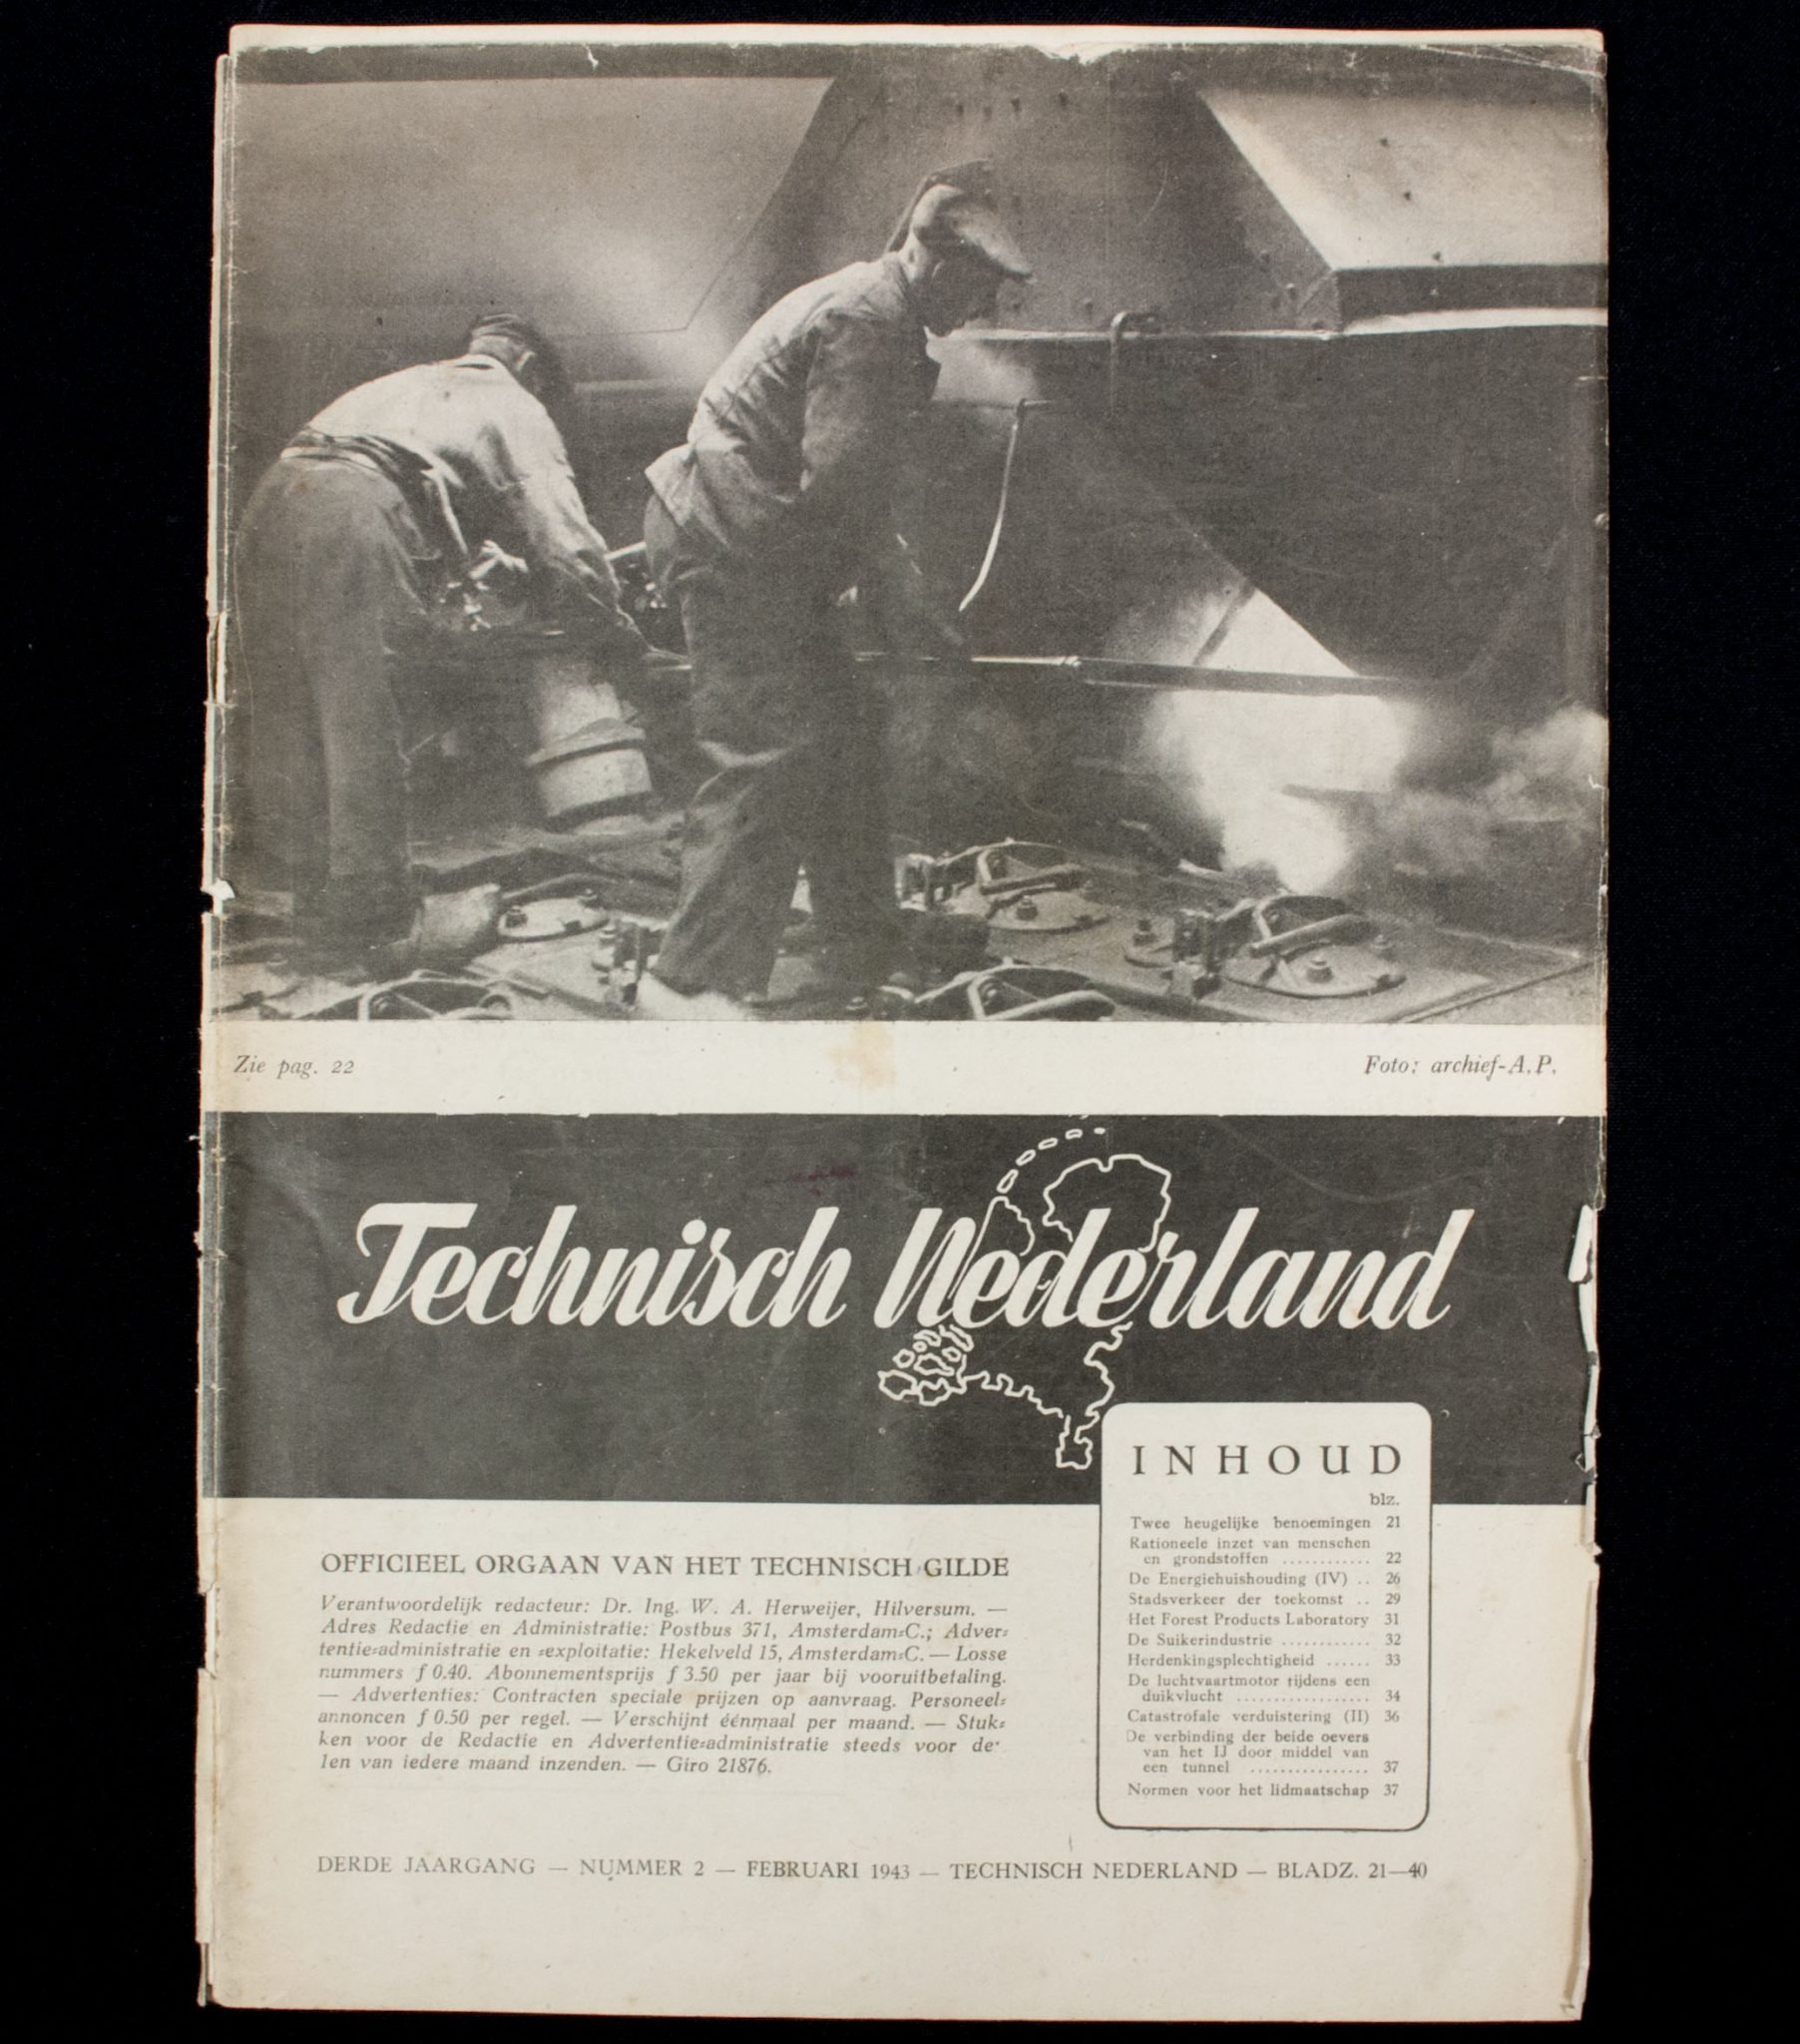 Zie pag. 22
Foto: archief-A.P.
Technisch Nederland
OFFICIEEL ORGAAN VAN HET TECHNISCH GILDE
Verantwoordelijk redacteur: Dr. Ing. W. A. Herweijer, Hilversum. —
Adres Redactie en Administratie: Postbus 371, Amsterdam-C.; Adver-
tentie-administratie en -exploitatie: Hekelveld 15, Amsterdam-C. — Losse
nummers f 0.40. Abonnementsprijs f 3.50 per jaar bij vooruitbetaling.
— Advertenties: Contracten speciale prijzen op aanvraag. Personeel-
annoncen f 0.50 per regel. — Verschijnt éénmaal per maand. — Stuk-
ken voor de Redactie en Advertentie-administratie steeds voor de
1en van iedere maand inzenden. — Giro 21876.
INHOUD
blz.
Twee heugelijke benoemingen 21
Rationeele inzet van menschen
en grondstoffen ............ 22
De Energiehuishouding (IV) .. 26
Stadsverkeer der toekomst .. 29
Het Forest Products Laboratory 31
De Suikerindustrie ............ 32
Herdenkingsplechtigheid ...... 33
De luchtvaartmotor tijdens een
duikvlucht .................. 34
Catastrofale verduistering (II) 36
De verbinding der beide oevers
van het IJ door middel van
een tunnel ................ 37
Normen voor het lidmaatschap 37
DERDE JAARGANG — NUMMER 2 — FEBRUARI 1943 — TECHNISCH NEDERLAND — BLADZ. 21—40